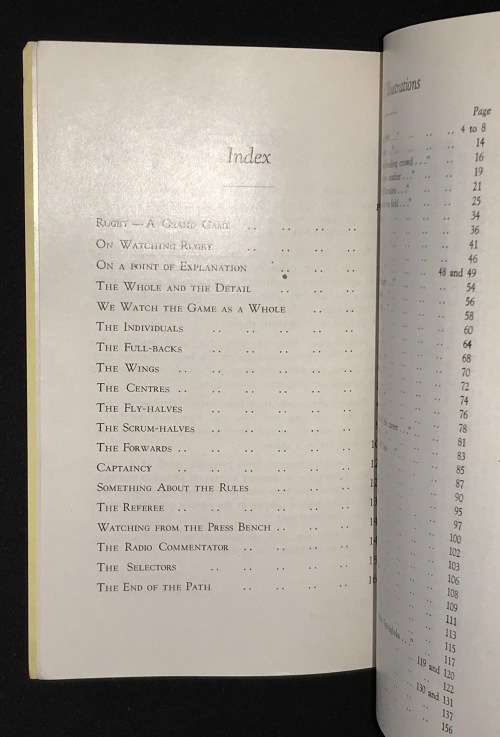 Index
RUGBY — A GRAND GAME .. .. .. ..
ON WATCHING RUGBY .. .. ..
ON A POINT OF EXPLANATION .. .. ..
THE WHOLE AND THE DETAIL .. .. ..
WE WATCH THE GAME AS A WHOLE .. ..
THE INDIVIDUALS .. .. .. ..
THE FULL-BACKS .. .. .. ..
THE WINGS .. .. .. ..
THE CENTRES .. .. .. .. ..
THE FLY-HALVES .. .. .. ..
THE SCRUM-HALVES .. .. .. ..
THE FORWARDS .. .. .. .. ..
CAPTAINCY .. .. .. .. ..
SOMETHING ABOUT THE RULES .. .. ..
THE REFEREE .. .. .. .. ..
WATCHING FROM THE PRESS BENCH .. .. ..
THE RADIO COMMENTATOR .. .. ..
THE SELECTORS .. .. .. ..
THE END OF THE PATH .. .. ..
Page
4 to 8
14
crowd ..." 16
19
21
25
34
36
41
46
48 and 49
54
56
58
60
64
68
70
72
74
76
78
81
83
85
87
90
95
97
100
102
103
106
108
109
111
113
115
117
119 and 120
122
130 and 131
137
156